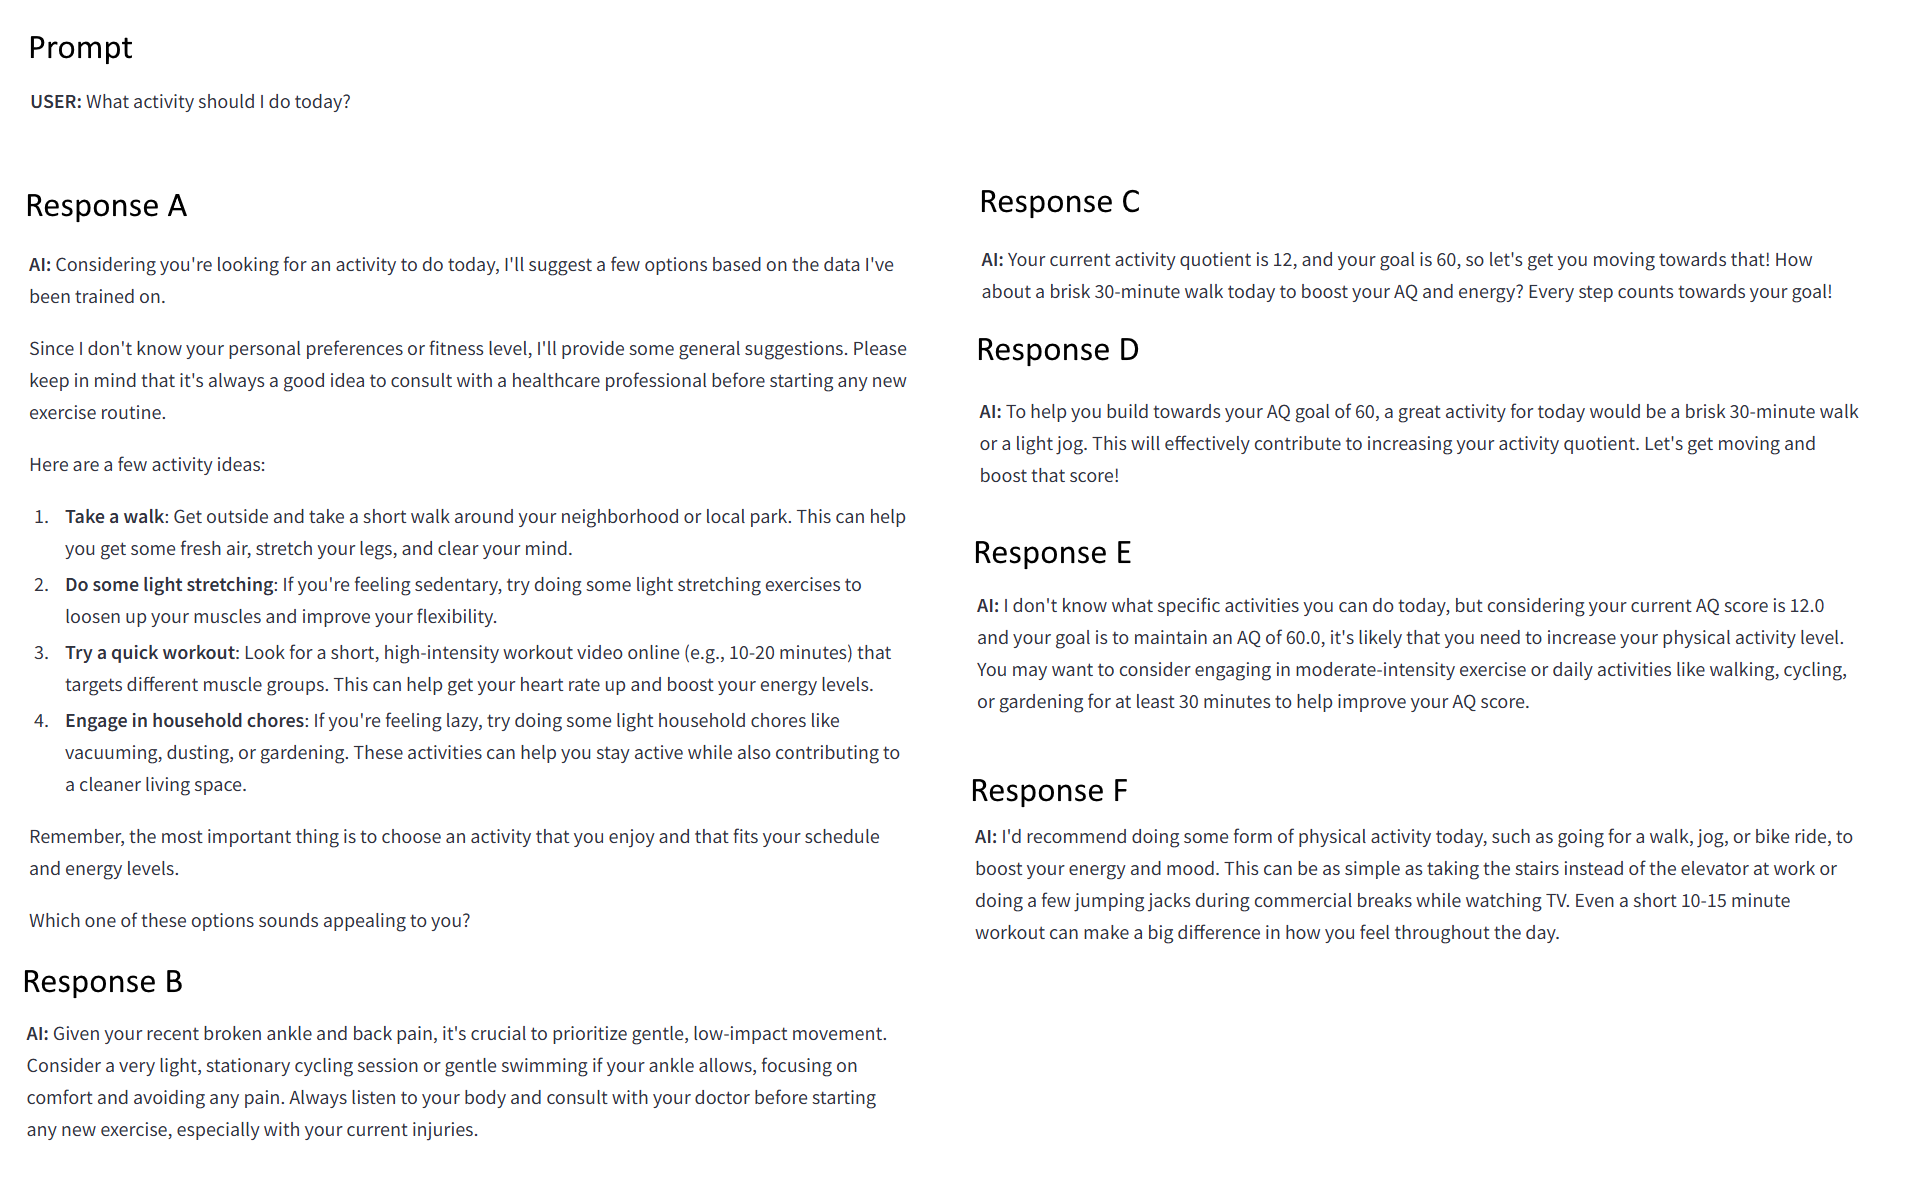 Prompt
USER: What activity should I do today?
Response A
AI: Considering you're looking for an activity to do today, I'll suggest a few options based on the data I've
been trained on.
Since I don't know your personal preferences or fitness level, I'll provide some general suggestions. Please
keep in mind that it's always a good idea to consult with a healthcare professional before starting any new
exercise routine.
Here are a few activity ideas:
1. Take a walk: Get outside and take a short walk around your neighborhood or local park. This can help
you get some fresh air, stretch your legs, and clear your mind.
2. Do some light stretching: If you're feeling sedentary, try doing some light stretching exercises to
loosen up your muscles and improve your flexibility.
3. Try a quick workout: Look for a short, high-intensity workout video online (e.g., 10-20 minutes) that
targets different muscle groups. This can help get your heart rate up and boost your energy levels.
4. Engage in household chores: If you're feeling lazy, try doing some light household chores like
vacuuming, dusting, or gardening. These activities can help you stay active while also contributing to
a cleaner living space.
Remember, the most important thing is to choose an activity that you enjoy and that fits your schedule
and energy levels.
Which one of these options sounds appealing to you?
Response B
AI: Given your recent broken ankle and back pain, it's crucial to prioritize gentle, low-impact movement.
Consider a very light, stationary cycling session or gentle swimming if your ankle allows, focusing on
comfort and avoiding any pain. Always listen to your body and consult with your doctor before starting
any new exercise, especially with your current injuries.
Response C
AI: Your current activity quotient is 12, and your goal is 60, so let's get you moving towards that! How
about a brisk 30-minute walk today to boost your AQ and energy? Every step counts towards your goal!
Response D
AI: To help you build towards your AQ goal of 60, a great activity for today would be a brisk 30-minute walk
or a light jog. This will effectively contribute to increasing your activity quotient. Let's get moving and
boost that score!
Response E
AI: I don't know what specific activities you can do today, but considering your current AQ score is 12.0
and your goal is to maintain an AQ of 60.0, it's likely that you need to increase your physical activity level.
You may want to consider engaging in moderate-intensity exercise or daily activities like walking, cycling,
or gardening for at least 30 minutes to help improve your AQ score.
Response F
AI: I'd recommend doing some form of physical activity today, such as going for a walk, jog, or bike ride, to
boost your energy and mood. This can be as simple as taking the stairs instead of the elevator at work or
doing a few jumping jacks during commercial breaks while watching TV. Even a short 10-15 minute
workout can make a big difference in how you feel throughout the day.